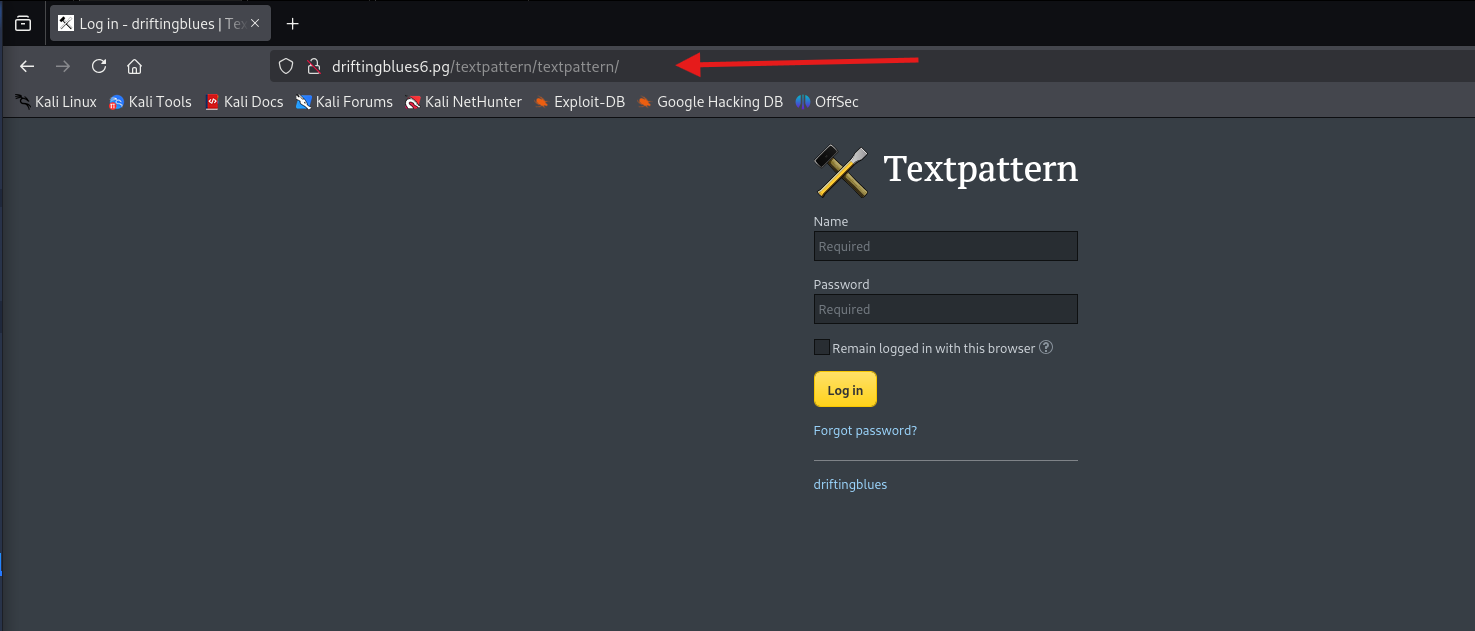 Log in - driftingblues | Tex
driftingblues6.pg/textpattern/textpattern/
Kali Linux Kali Tools Kali Docs Kali Forums Kali NetHunter Exploit-DB Google Hacking DB OffSec
Textpattern
Name
Required
Password
Required
Remain logged in with this browser ?
Log in
Forgot password?
driftingblues